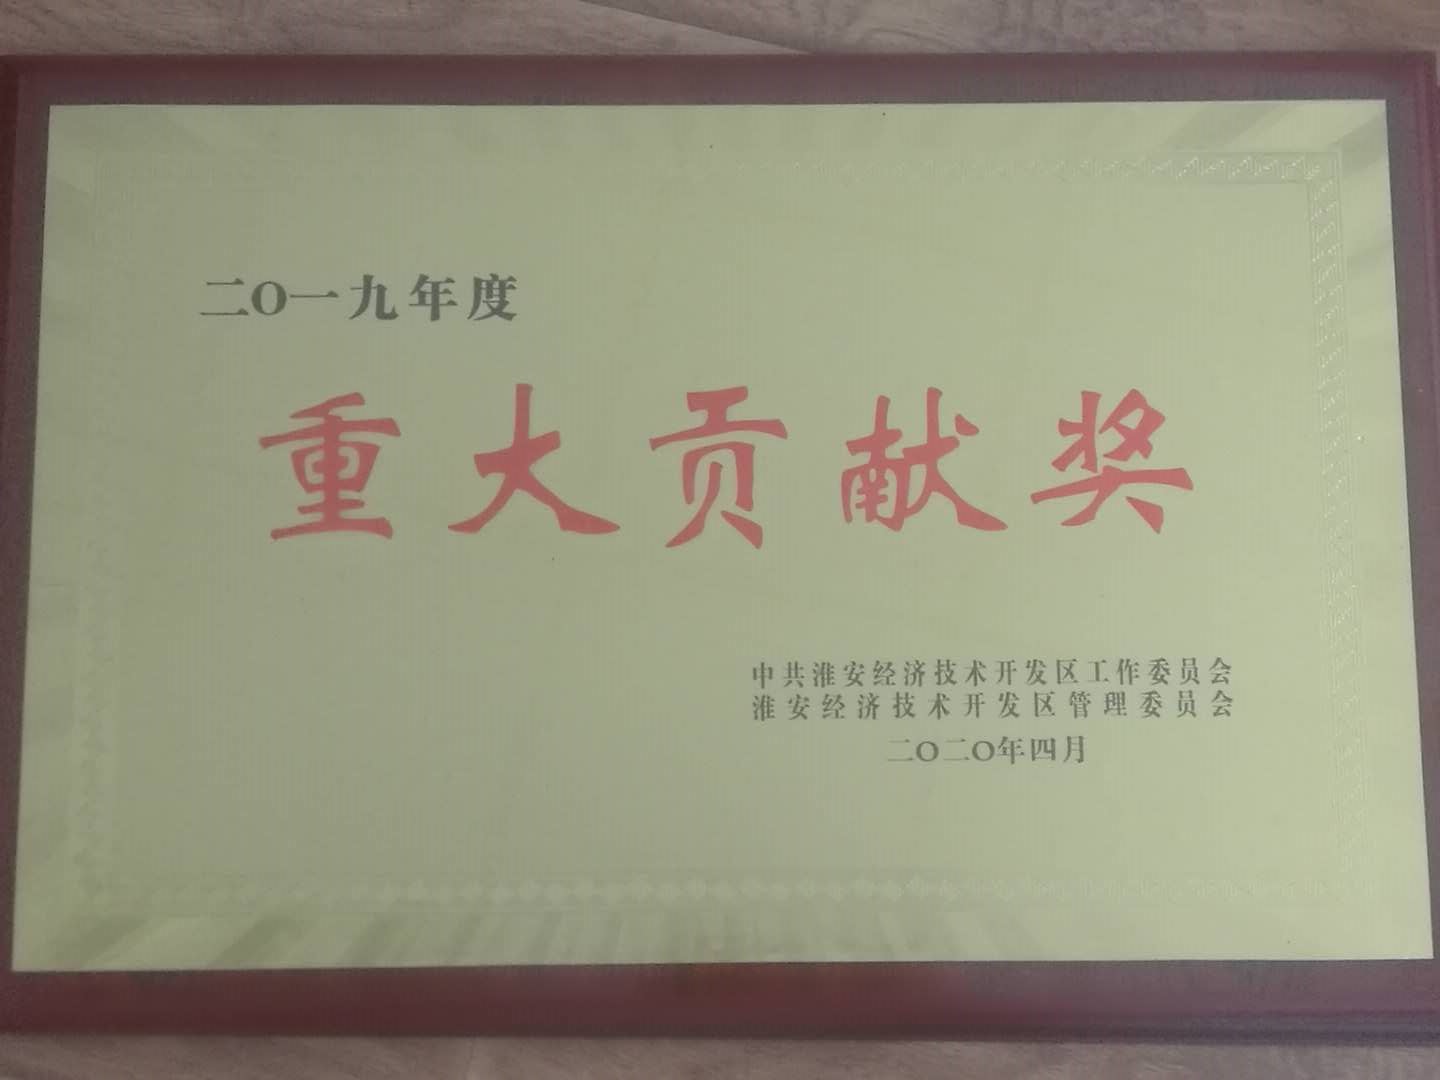 二〇一九年度
重大贡献奖
中共淮安经济技术开发区工作委员会
淮安经济技术开发区管理委员会
二〇二〇年四月